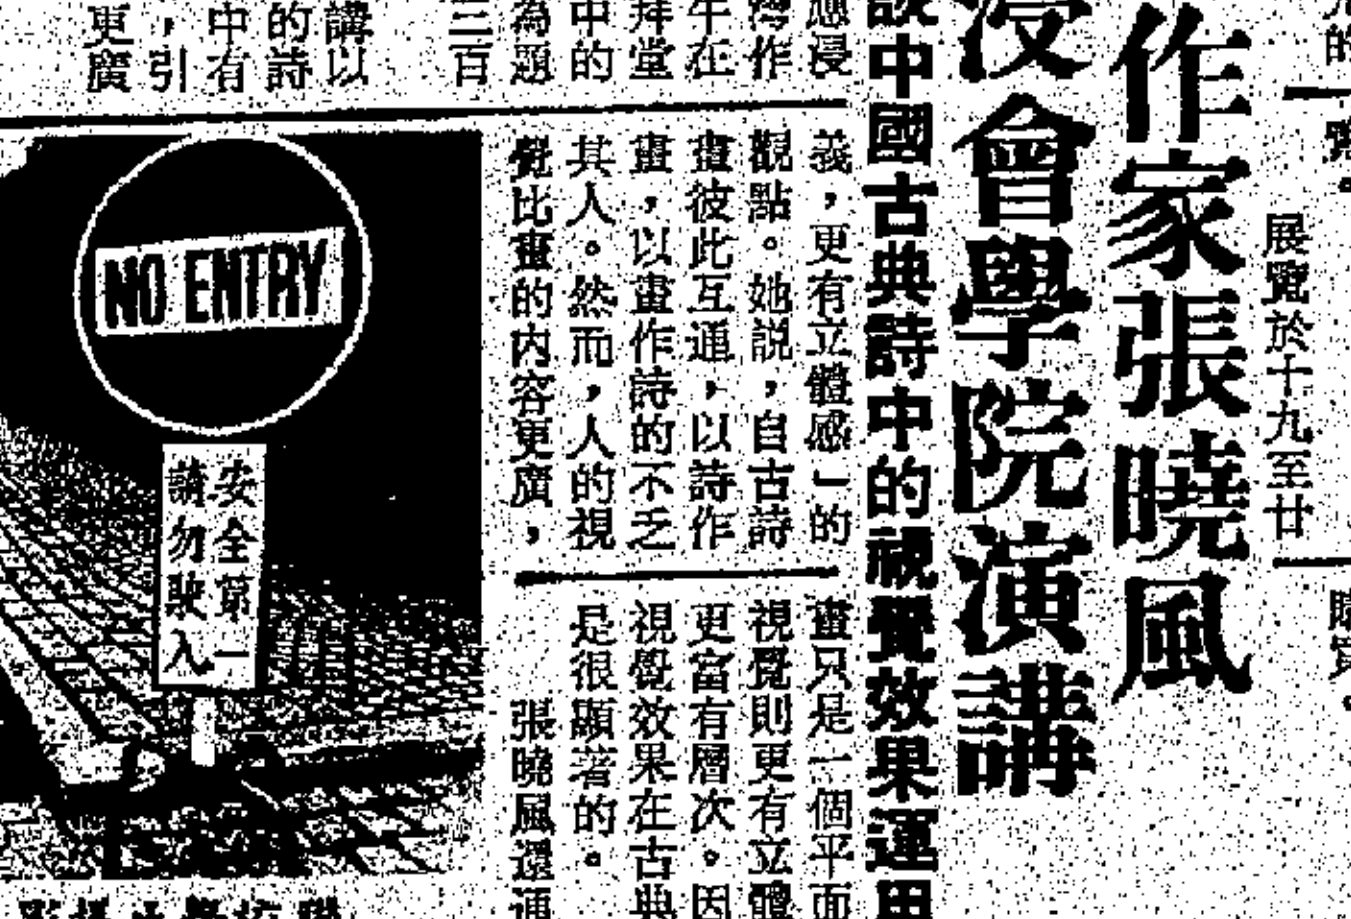 展覽於十九至廿
作家張曉風
浸會學院演講
談中國古典詩中的視覺效果運用
應浸
灣作
午在
拜堂
中的
為題
三百
講以
的詩
中有
，引
更廣
義，更有立體感」的
觀點。她説，自古詩
畫彼此互通，以詩作
畫，以畫作詩的不乏
其人。然而，人的視
覺比畫的内容更廣，
畫只是一個平面
視覺則更有立體
更富有層次。因
視覺效果在古典
是很顯著的。
張曉風還通
NO ENTRY
安全第一
請勿駛入